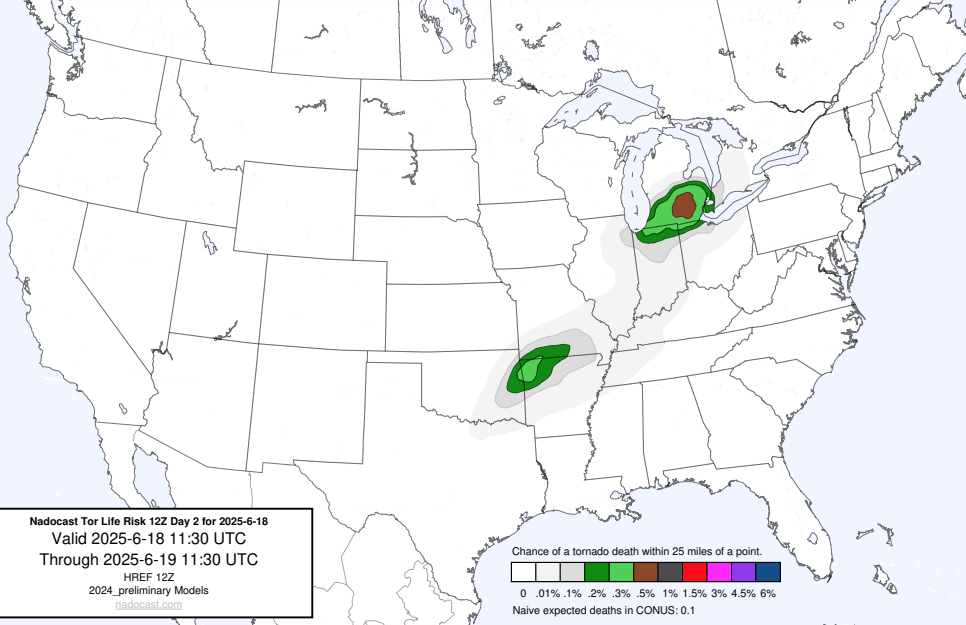 Nadocast Tor Life Risk 12Z Day 2 for 2025-6-18
Valid 2025-6-18 11:30 UTC
Through 2025-6-19 11:30 UTC
HREF 12Z
2024_preliminary Models
nadocast.com
Chance of a tornado death within 25 miles of a point.
0 .01% .1% .2% .3% .5% 1% 1.5% 3% 4.5% 6%
Naive expected deaths in CONUS: 0.1